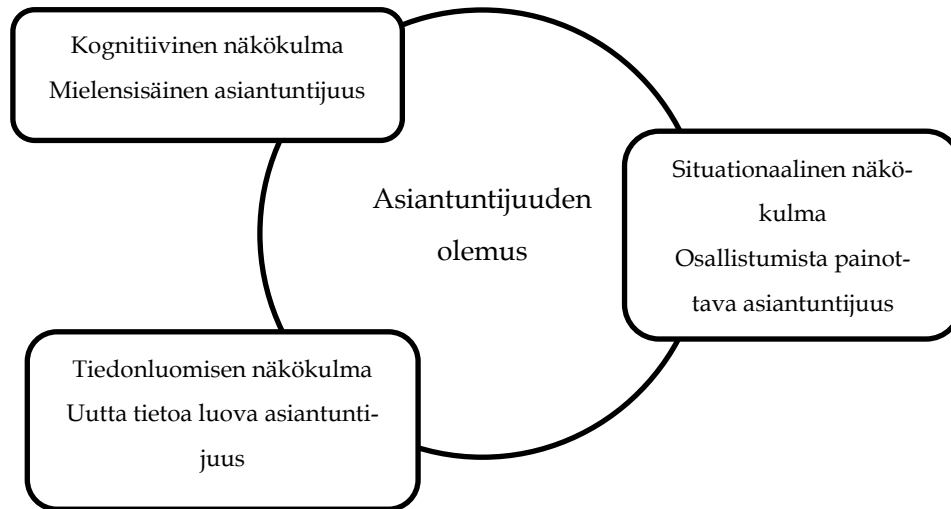 Kognitiivinen näkökulma
Mielensisäinen asiantuntijuus
Asiantuntijuuden
olemus
Situationaalinen näkö-
kulma
Osallistumista painot-
tava asiantuntijuus
Tiedonluomisen näkökulma
Uutta tietoa luova asiantunti-
juus